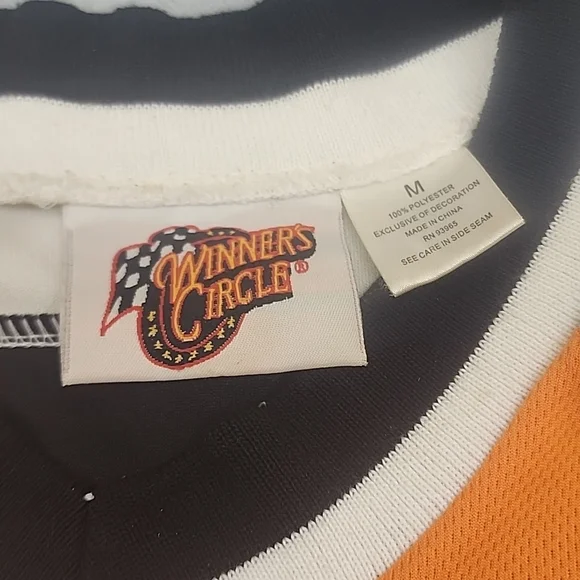 WINNER'S
CIRCLE®
M
100% POLYESTER
EXCLUSIVE OF DECORATION
MADE IN CHINA
RN 93965
SEE CARE IN SIDE SEAM